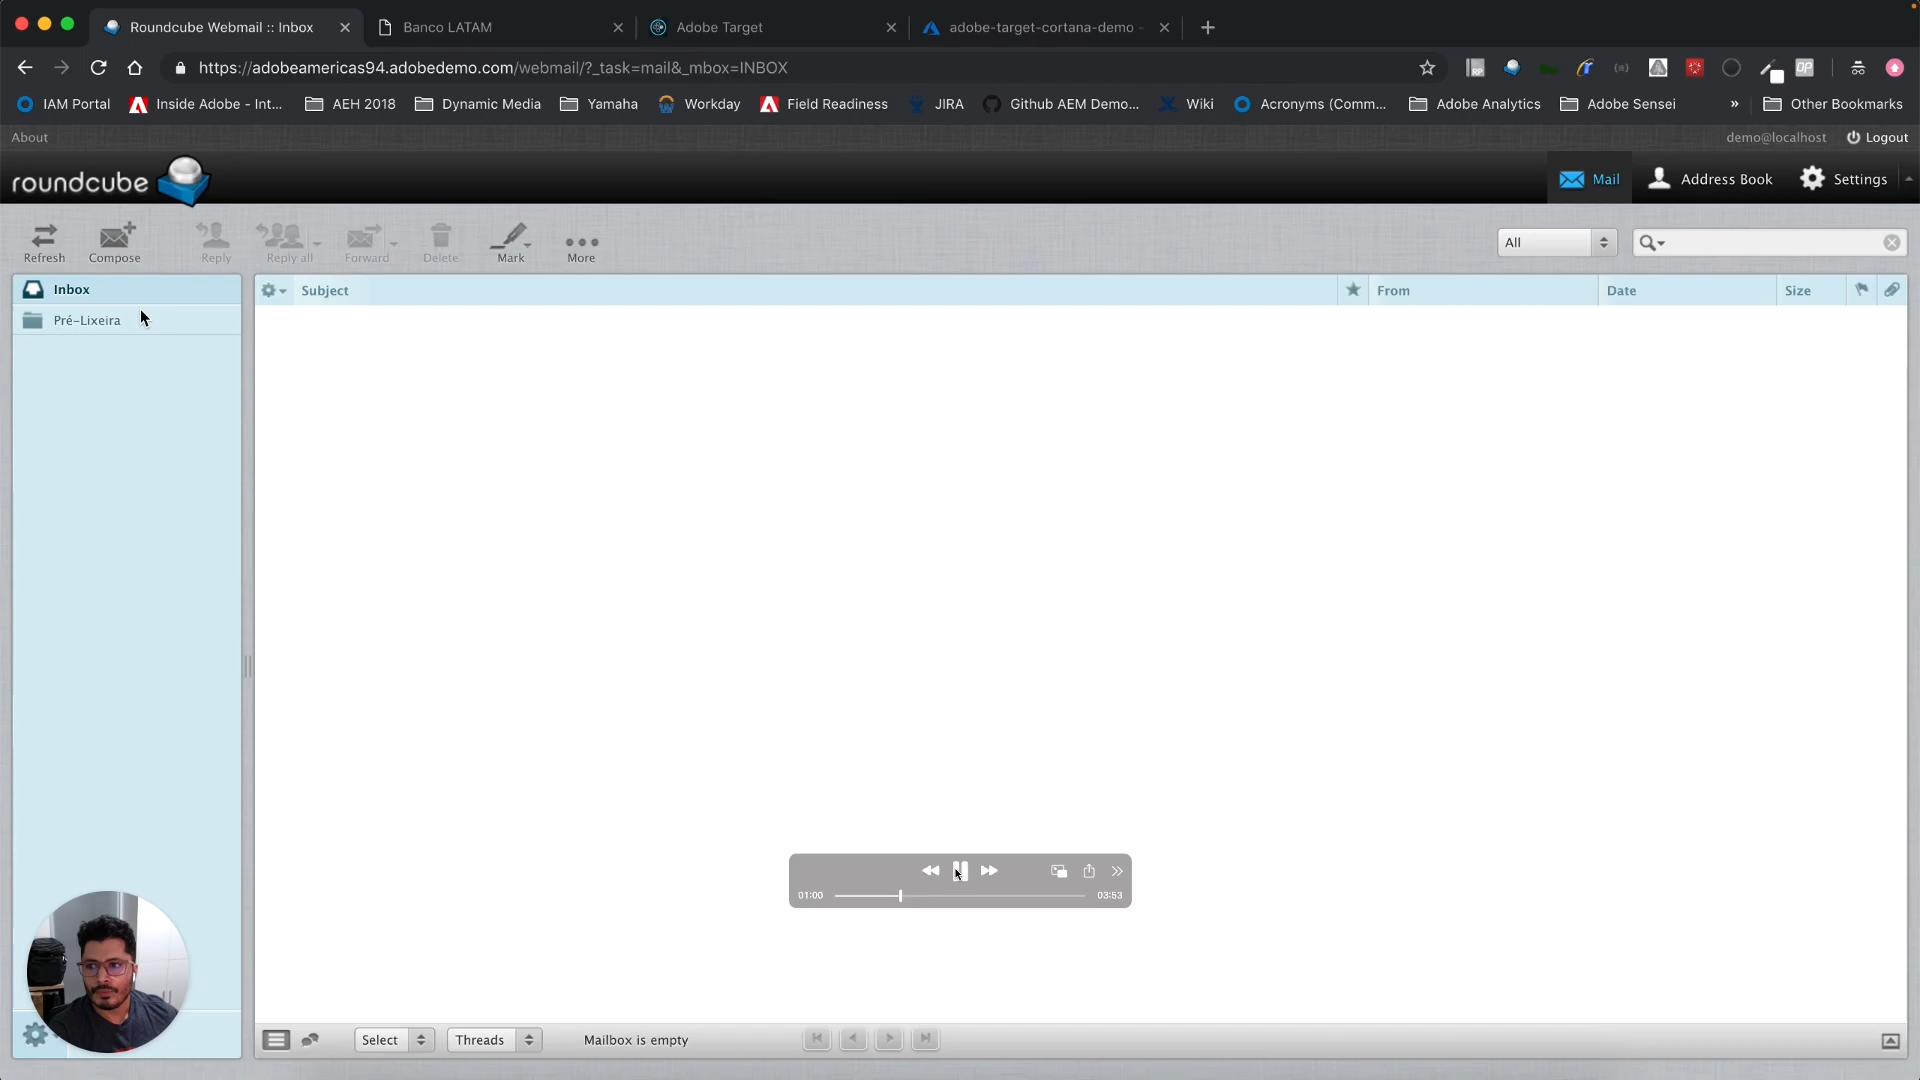 Roundcube Webmail :: Inbox
Banco LATAM
Adobe Target
adobe-target-cortana-demo -
https://adobeamericas94.adobedemo.com/webmail/?_task=mail&_mbox=INBOX
IAM Portal
Inside Adobe - Int...
AEH 2018
Dynamic Media
Yamaha
Workday
Field Readiness
JIRA
Github AEM Demo...
Wiki
Acronyms (Comm...
Adobe Analytics
Adobe Sensei
»
Other Bookmarks
About
demo@localhost
Logout
roundcube
Mail
Address Book
Settings
Refresh
Compose
Reply
Reply all
Forward
Delete
Mark
More
All
Inbox
Pré-Lixeira
Subject
From
Date
Size
01:00
03:53
Select
Threads
Mailbox is empty